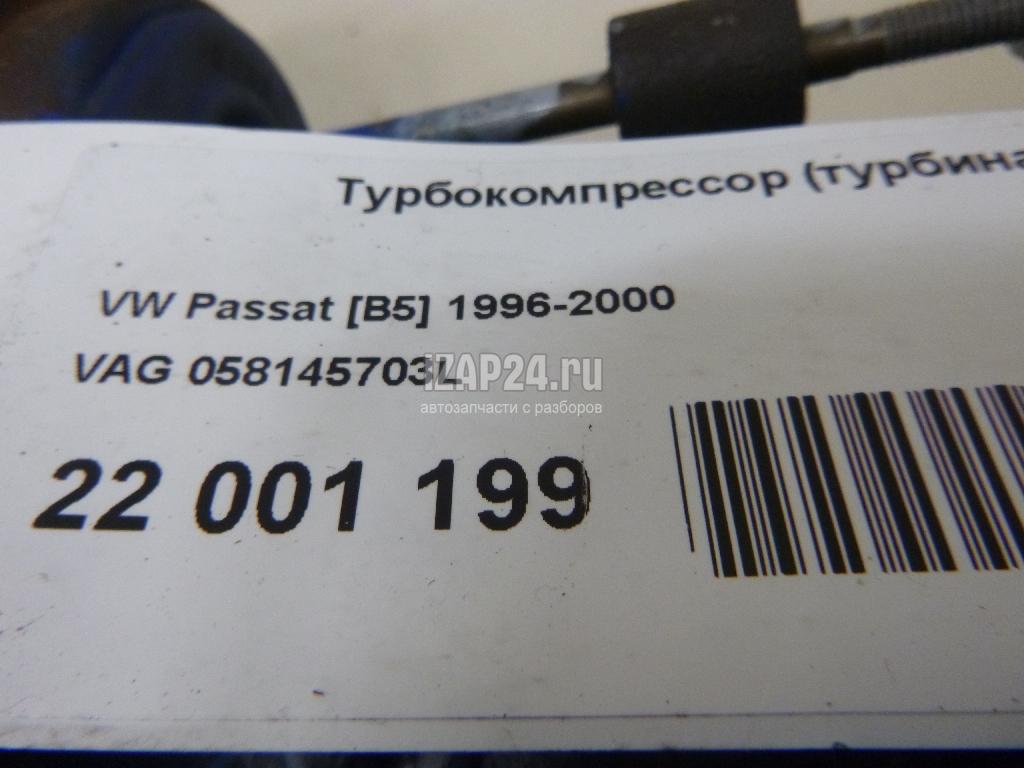 Турбокомпрессор (турбина
VW Passat [B5] 1996-2000
VAG 058145703L
iZAP24.ru
автозапчасти с разборов
22 001 199